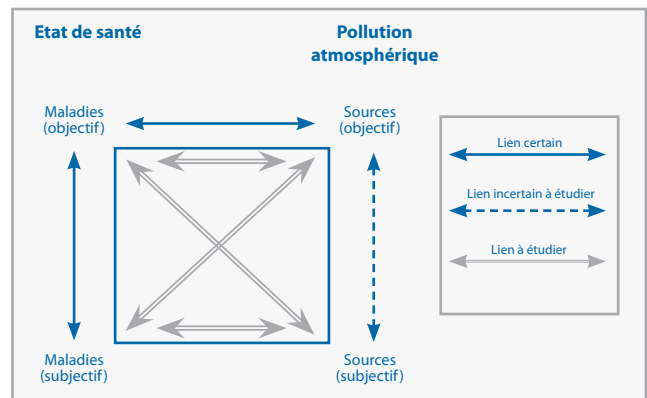 Etat de santé
Pollution
atmosphérique
Maladies
(objectif)
Sources
(objectif)
Lien certain
Lien incertain à étudier
Lien à étudier
Maladies
(subjectif)
Sources
(subjectif)